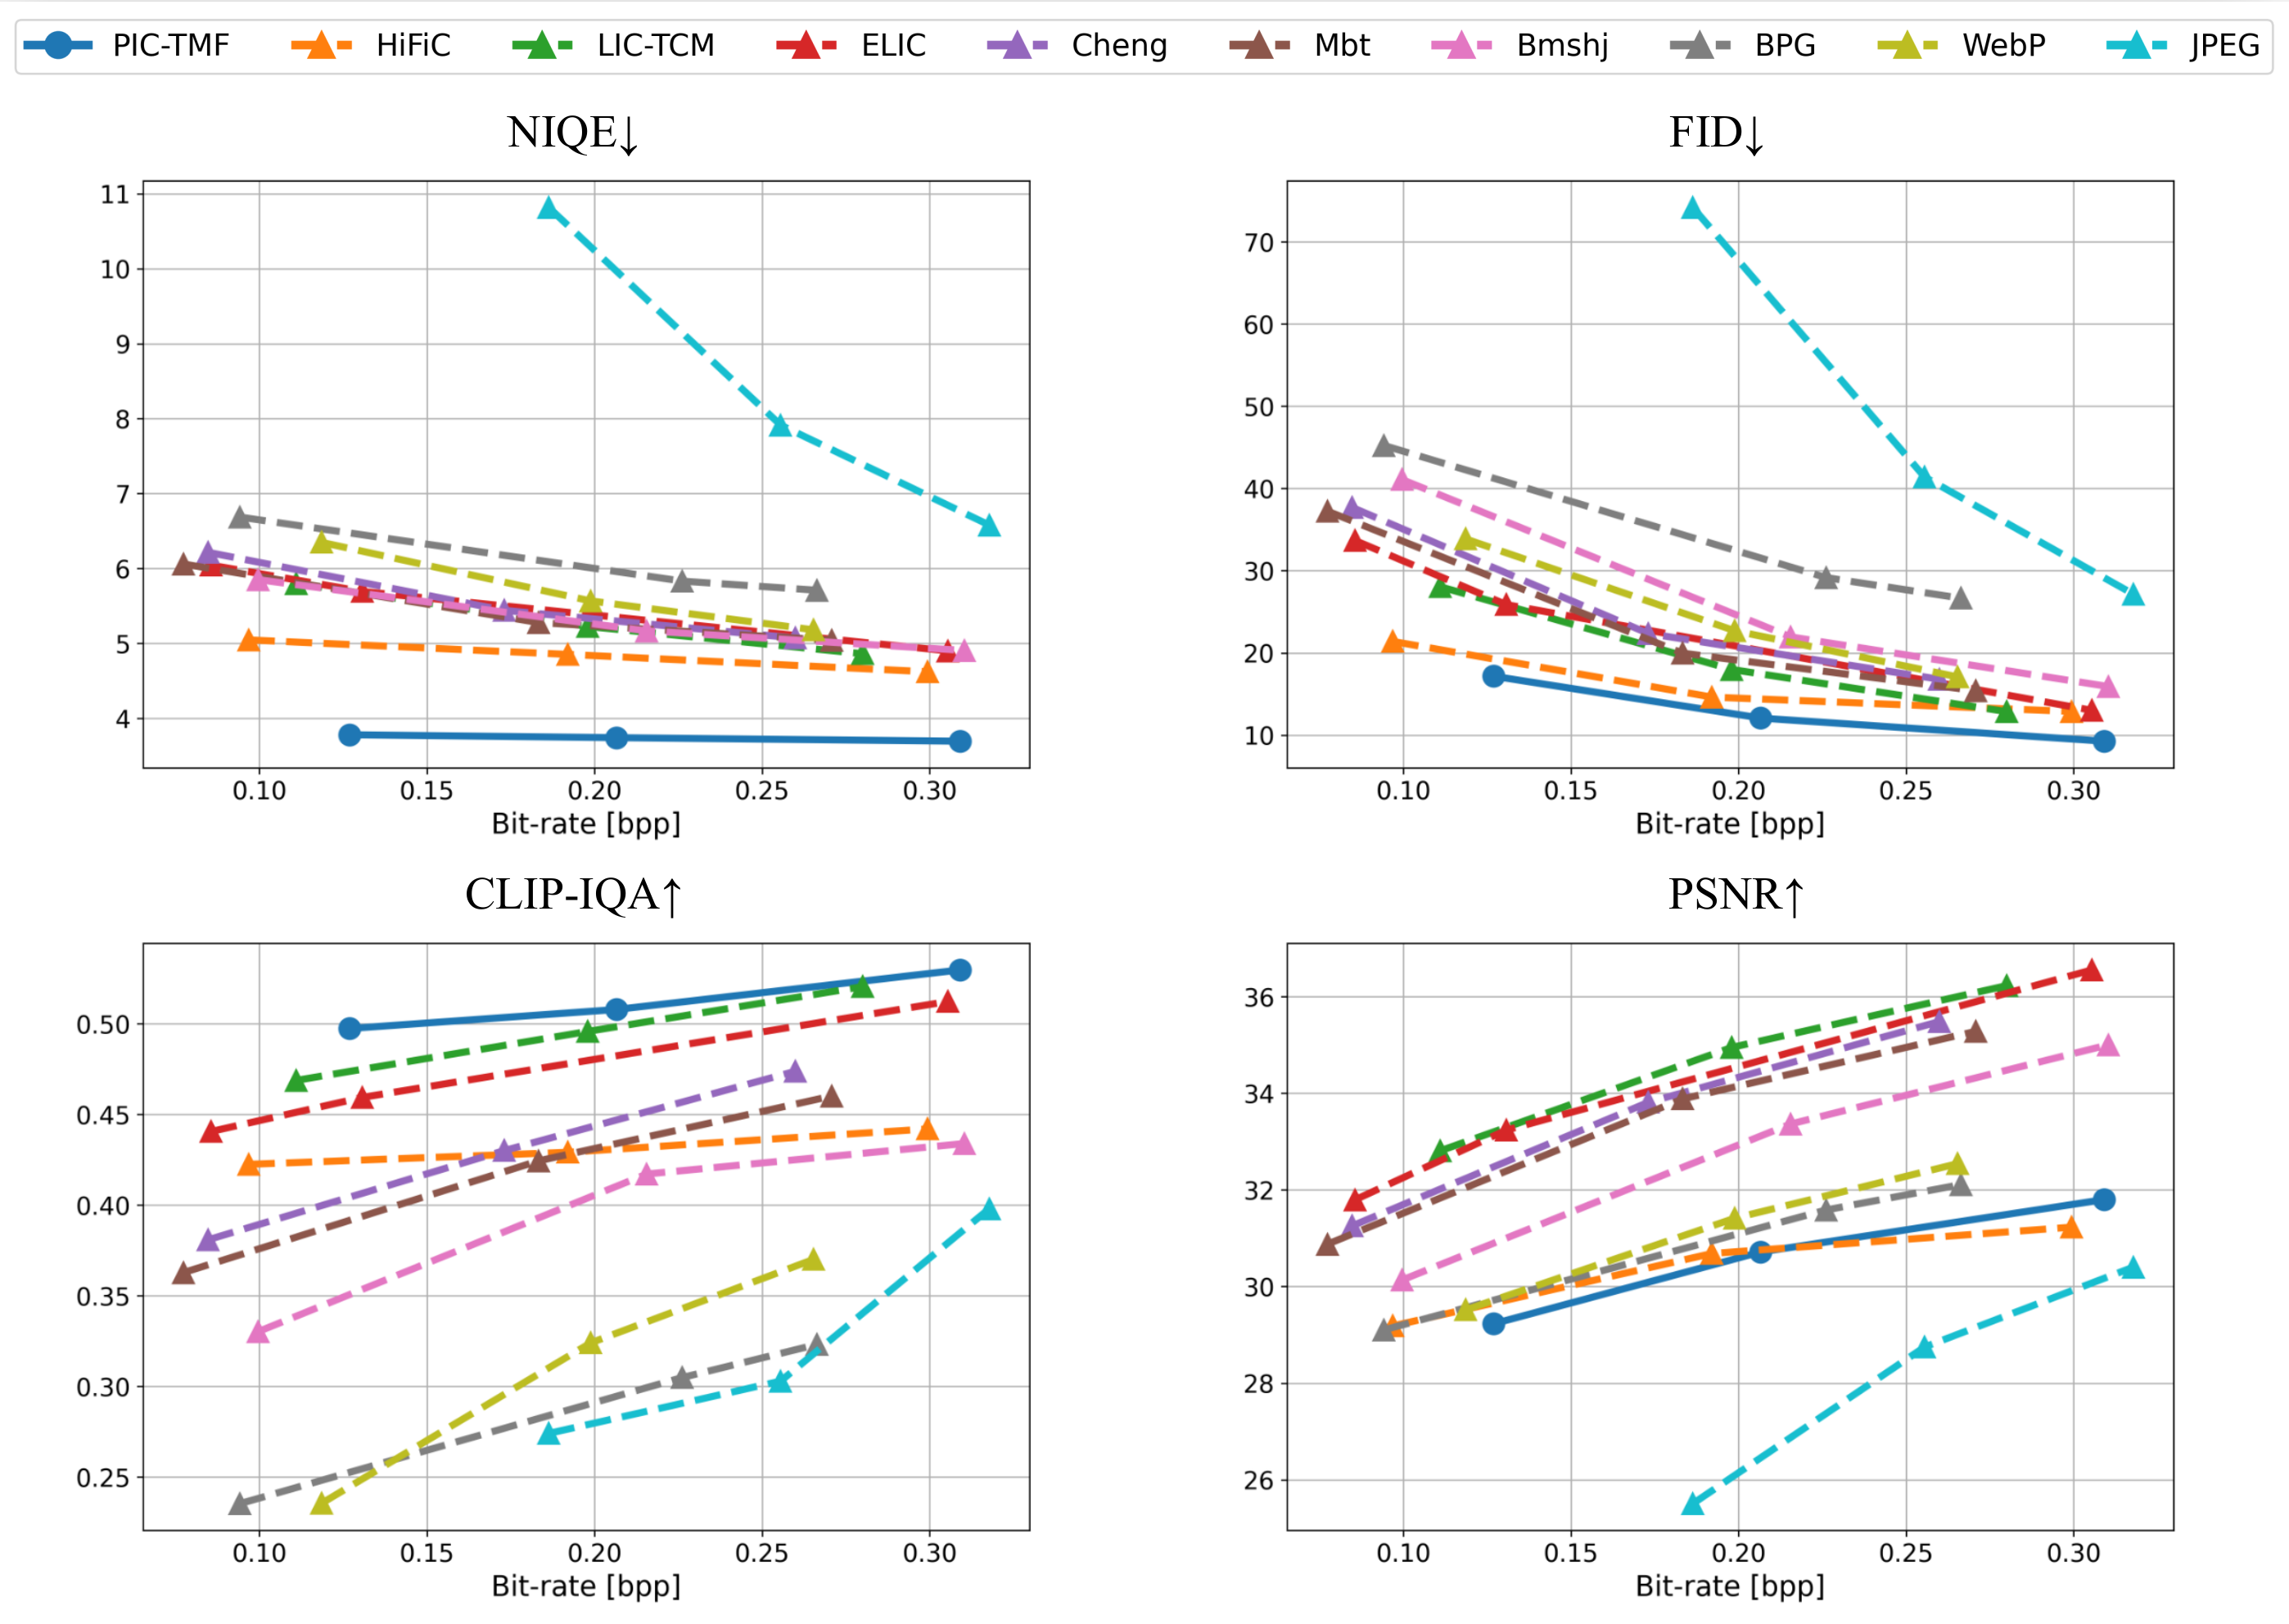 PIC-TMF HiFiC LIC-TCM ELIC Cheng Mbt Bmshj BPG WebP JPEG
NIQE↓
11
10
9
8
7
6
5
4
0.10 0.15 0.20 0.25 0.30
Bit-rate [bpp]
FID↓
70
60
50
40
30
20
10
0.10 0.15 0.20 0.25 0.30
Bit-rate [bpp]
CLIP-IQA↑
0.50
0.45
0.40
0.35
0.30
0.25
0.10 0.15 0.20 0.25 0.30
Bit-rate [bpp]
PSNR↑
36
34
32
30
28
26
0.10 0.15 0.20 0.25 0.30
Bit-rate [bpp]